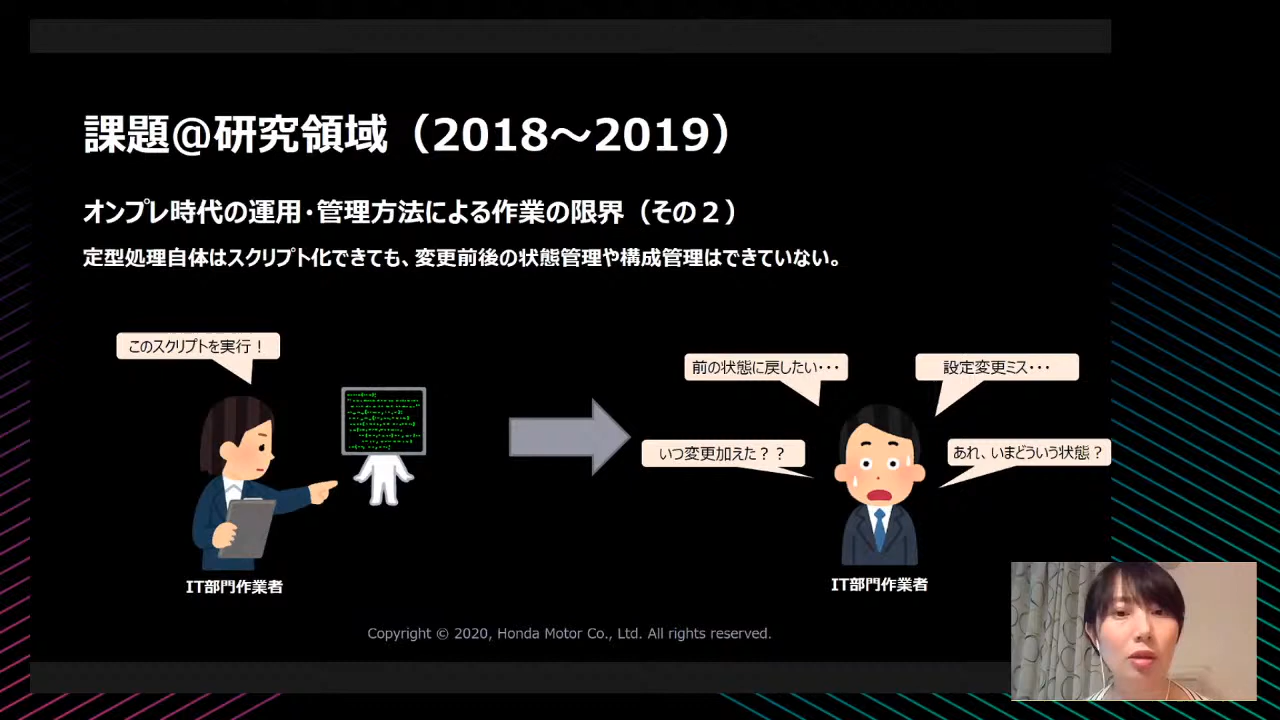 課題@研究領域（2018～2019）
オンプレ時代の運用・管理方法による作業の限界（その２）
定型処理自体はスクリプト化できても、変更前後の状態管理や構成管理はできていない。
このスクリプトを実行！
前の状態に戻したい・・・
設定変更ミス・・・
いつ変更加えた？？
あれ、いまどういう状態？
IT部門作業者
IT部門作業者
Copyright © 2020, Honda Motor Co., Ltd. All rights reserved.